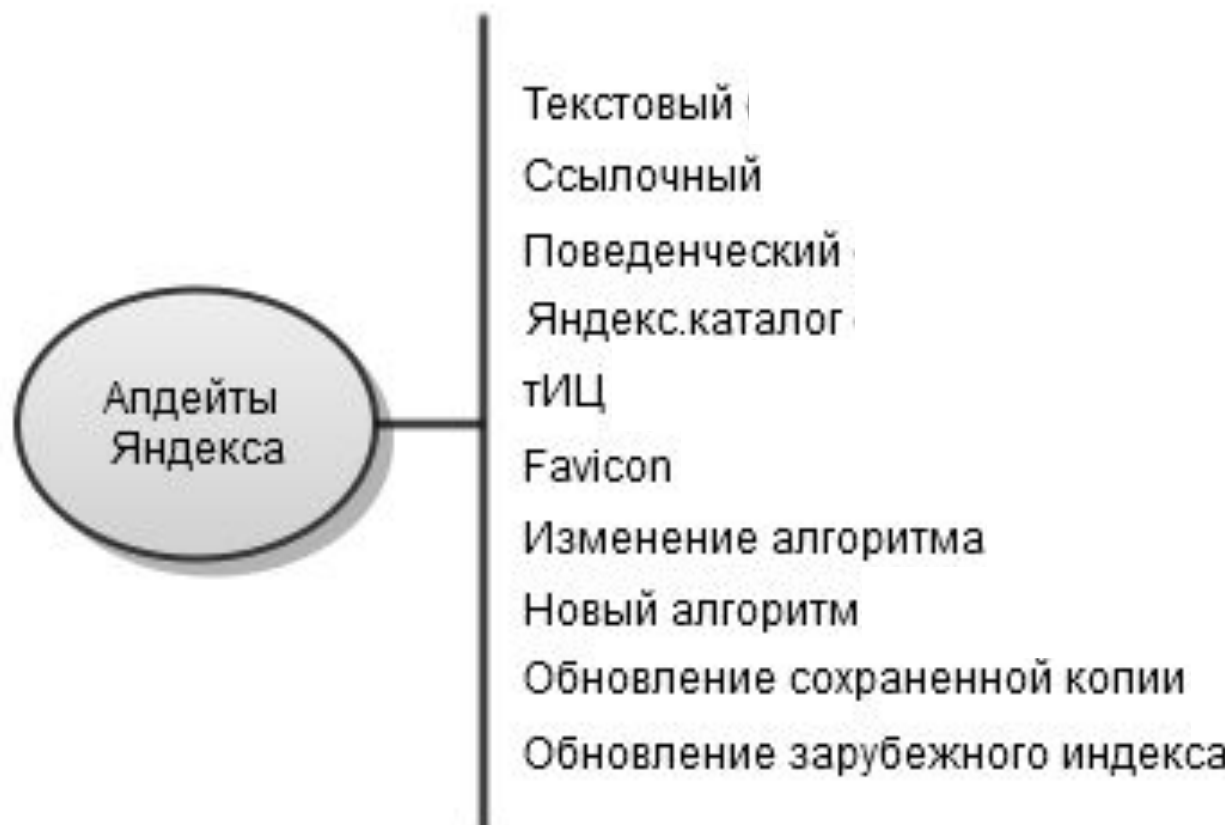 Текстовый
Ссылочный
Поведенческий
Яндекс.каталог
Апдейты
Яндекса
тИЦ
Favicon
Изменение алгоритма
Новый алгоритм
Обновление сохраненной копии
Обновление зарубежного индекса